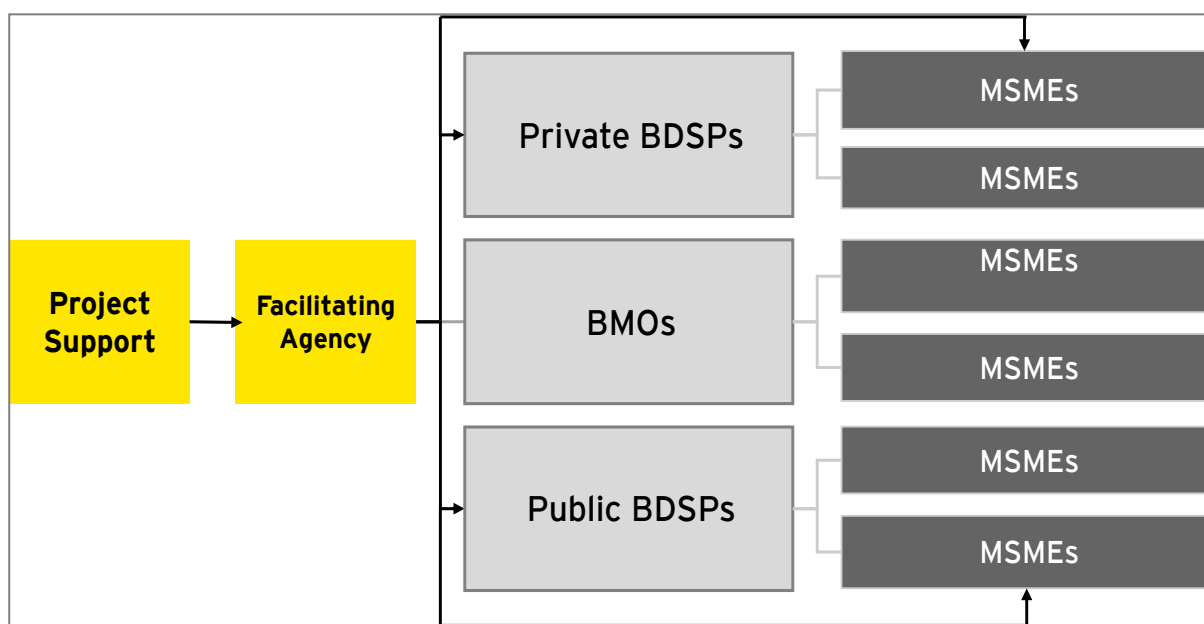 Project
Support
Facilitating
Agency
Private BDSPs
BMOs
Public BDSPs
MSMEs
MSMEs
MSMEs
MSMEs
MSMEs
MSMEs